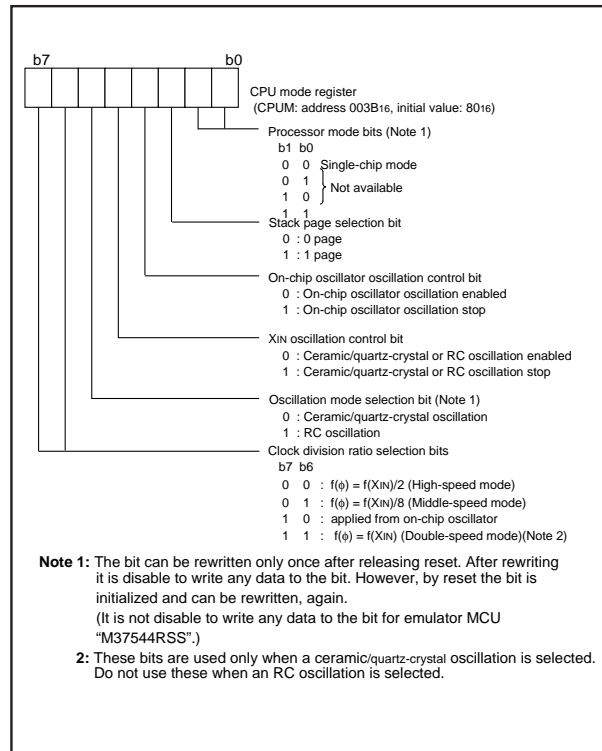 b7 b0
CPU mode register
(CPUM: address 003B16, initial value: 8016)
Processor mode bits (Note 1)
b1 b0
0 0 Single-chip mode
0 1
Not available
1 0
1 1
Stack page selection bit
0 : 0 page
1 : 1 page
On-chip oscillator oscillation control bit
0 : On-chip oscillator oscillation enabled
1 : On-chip oscillator oscillation stop
XIN oscillation control bit
0 : Ceramic/quartz-crystal or RC oscillation enabled
1 : Ceramic/quartz-crystal or RC oscillation stop
Oscillation mode selection bit (Note 1)
0 : Ceramic/quartz-crystal oscillation
1 : RC oscillation
Clock division ratio selection bits
b7 b6
0 0 : f(φ) = f(XIN)/2 (High-speed mode)
0 1 : f(φ) = f(XIN)/8 (Middle-speed mode)
1 0 : applied from on-chip oscillator
1 1 : f(φ) = f(XIN) (Double-speed mode)(Note 2)
Note 1: The bit can be rewritten only once after releasing reset. After rewriting
it is disable to write any data to the bit. However, by reset the bit is
initialized and can be rewritten, again.
(It is not disable to write any data to the bit for emulator MCU
“M37544RSS”.)
2: These bits are used only when a ceramic/quartz-crystal oscillation is selected.
Do not use these when an RC oscillation is selected.